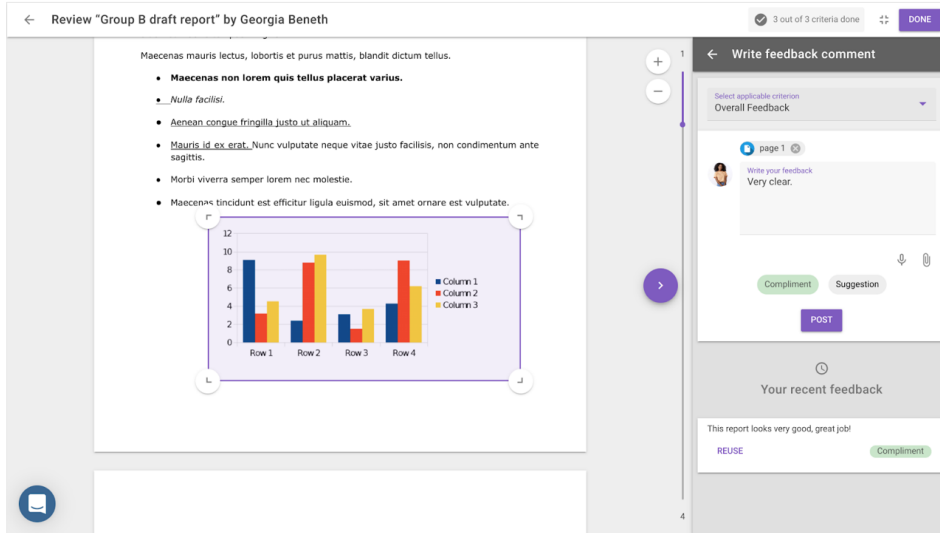 Review “Group B draft report” by Georgia Beneth
3 out of 3 criteria done
DONE
Maecenas mauris lectus, lobortis et purus mattis, blandit dictum tellus.
Maecenas non lorem quis tellus placerat varius.
Nulla facilisi.
Aenean congue fringilla justo ut aliquam.
Mauris id ex erat. Nunc vulputate neque vitae justo facilisis, non condimentum ante
sagittis.
Morbi viverra semper lorem nec molestie.
Maecenas tincidunt est efficitur ligula euismod, sit amet ornare est vulputate.
12
10
8
6
4
2
0
Row 1 Row 2 Row 3 Row 4
Column 1
Column 2
Column 3
1
4
Write feedback comment
Select applicable criterion
Overall Feedback
page 1
Write your feedback
Very clear.
Compliment Suggestion
POST
Your recent feedback
This report looks very good, great job!
REUSE Compliment